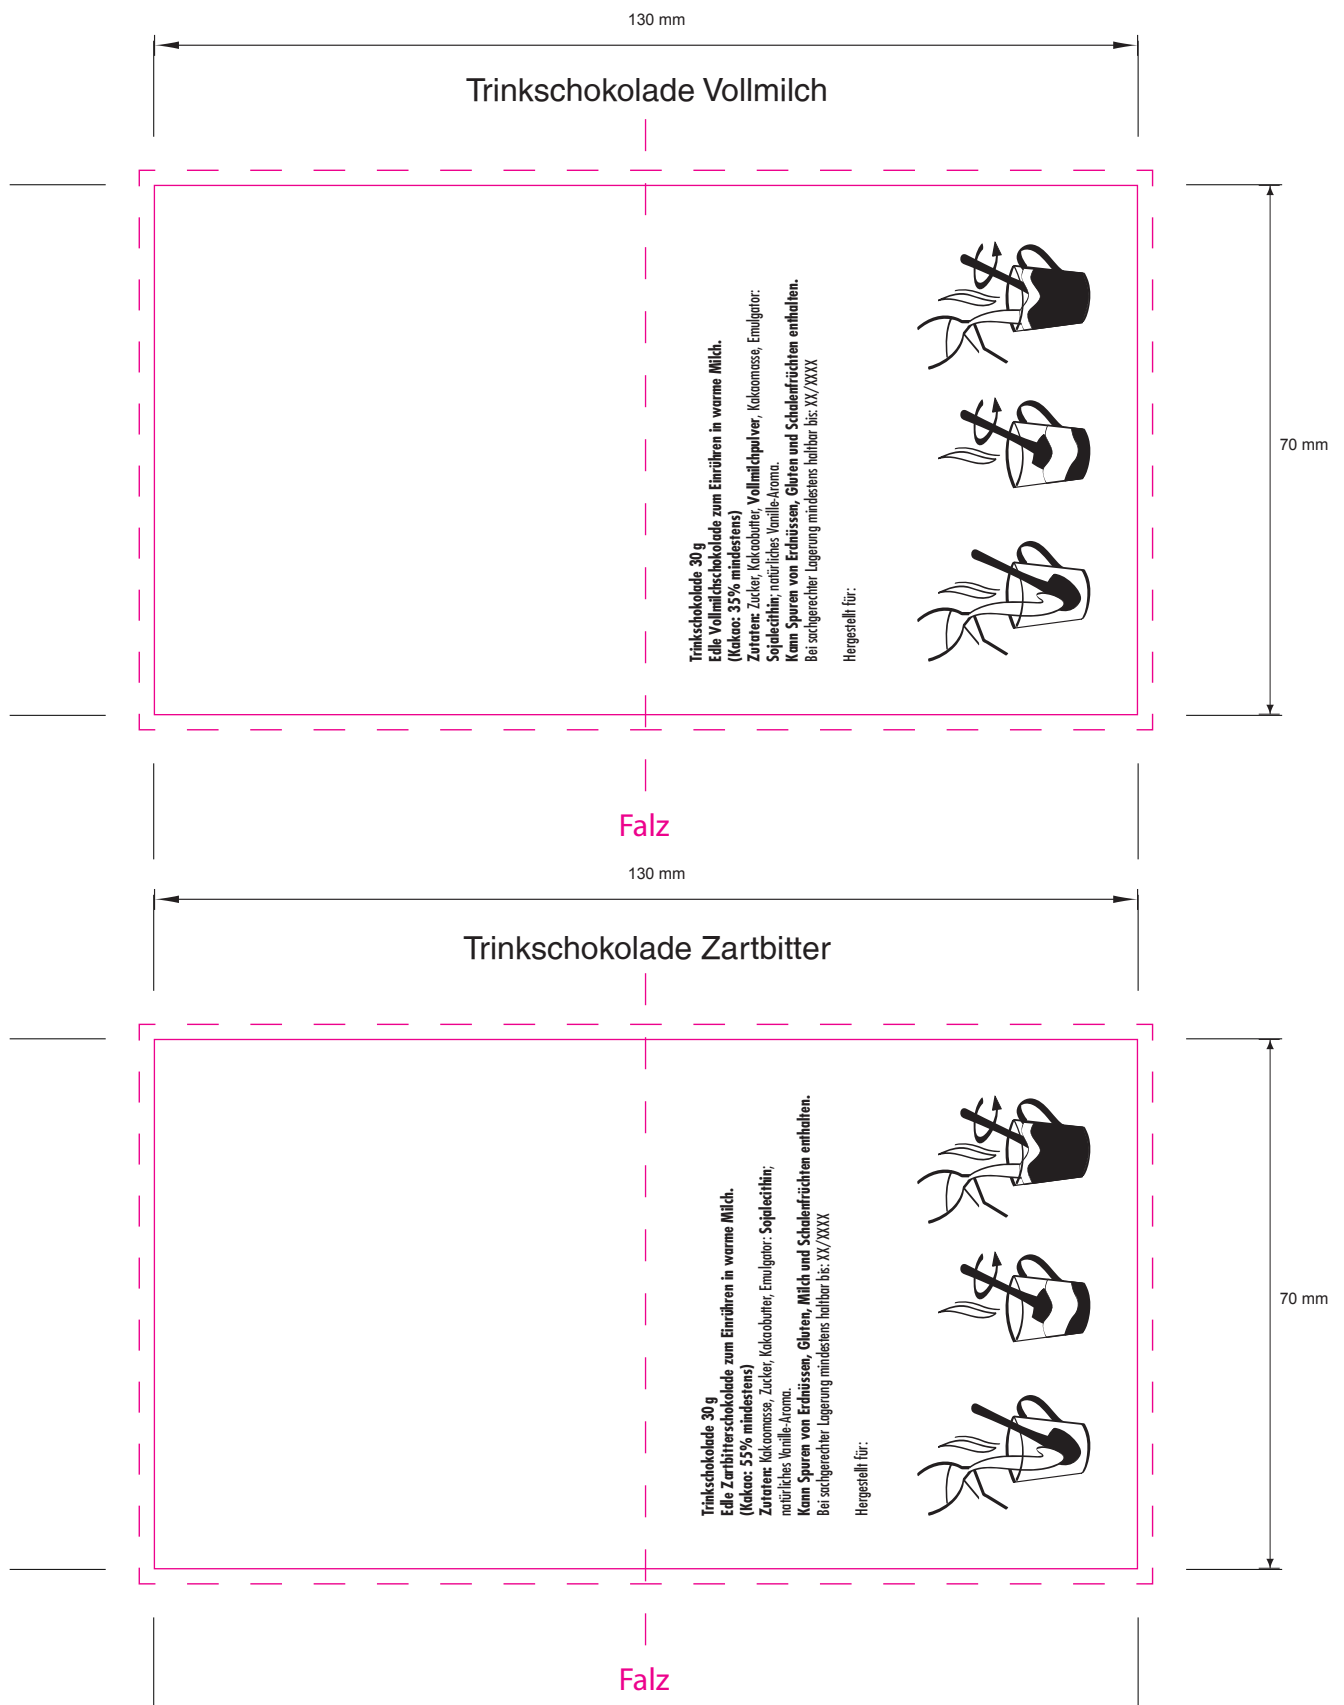 130 mm
Trinkschokolade Vollmilch
Trinkschokolade 30 g
Edle Vollmilchschokolade zum Einrühren in warme Milch.
(Kakao: 35% mindestens)
Zutaten: Zucker, Kakaobutter, Vollmilchpulver, Kakaomasse, Emulgator:
Sojalecithin; natürliches Vanille-Aroma.
Kann Spuren von Erdnüssen, Gluten und Schalenfrüchten enthalten.
Bei sachgerechter Lagerung mindestens haltbar bis: XX/XXXX
Hergestellt für:
70 mm
Falz
130 mm
Trinkschokolade Zartbitter
Trinkschokolade 30 g
Edle Zartbitterschokolade zum Einrühren in warme Milch.
(Kakao: 55% mindestens)
Zutaten: Kakaomasse, Zucker, Kakaobutter, Emulgator: Sojalecithin;
natürliches Vanille-Aroma.
Kann Spuren von Erdnüssen, Gluten, Milch und Schalenfrüchten enthalten.
Bei sachgerechter Lagerung mindestens haltbar bis: XX/XXXX
Hergestellt für:
70 mm
Falz